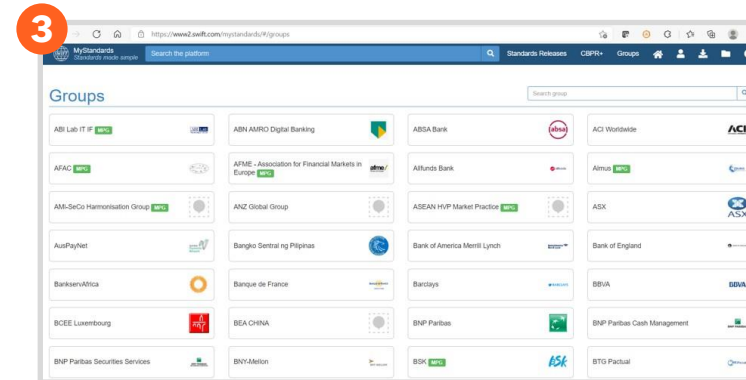 3
https://www2.swift.com/mystandards/#/groups
MyStandards
Standards made simple
Search the platform
Standards Releases
CBPR+
Groups
Groups
Search group
ABI Lab IT IF MPG
ABN AMRO Digital Banking
ABSA Bank
absa
ACI Worldwide
ACI
AFAC MPG
AFME - Association for Financial Markets in
Europe MPG
afme/
Allfunds Bank
Almus MPG
AMI-SeCo Harmonisation Group MPG
ANZ Global Group
ASEAN HVP Market Practice MPG
ASX
ASX
AusPayNet
Bangko Sentral ng Pilipinas
Bank of America Merrill Lynch
Bank of England
BankservAfrica
Banque de France
Barclays
BBVA
BBVA
BCEE Luxembourg
BEA CHINA
BNP Paribas
BNP Paribas Cash Management
BNP Paribas Securities Services
BNY-Mellon
BSK MPG
BSK
BTG Pactual